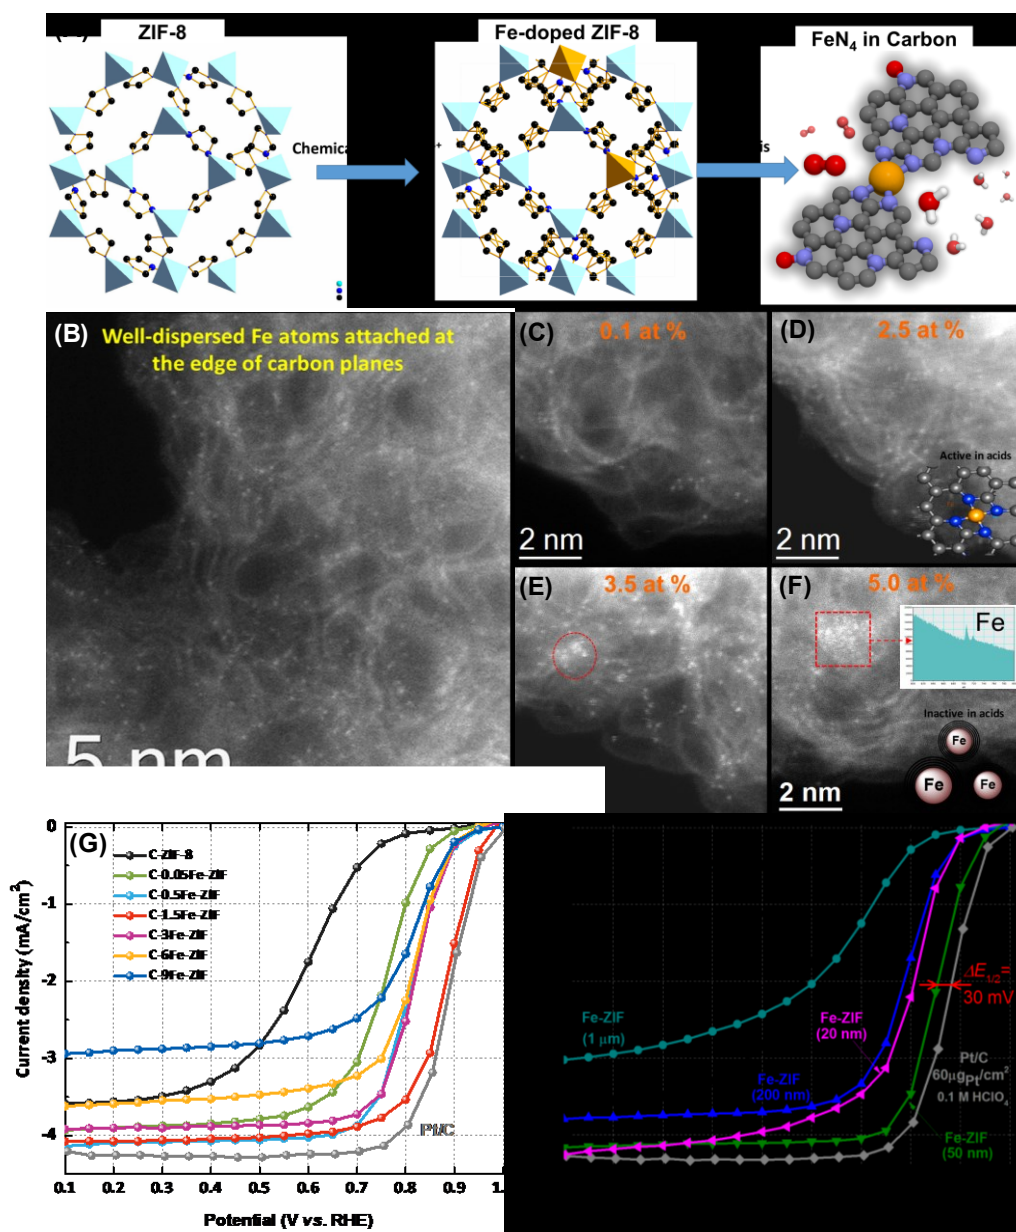 ZIF-8
Fe-doped ZIF-8
FeN4 in Carbon
Chemica
+
is
(B)
Well-dispersed Fe atoms attached at
the edge of carbon planes
5 nm
(C)
0.1 at %
2 nm
(D)
2.5 at %
Active in acids
2 nm
(E)
3.5 at %
(F)
5.0 at %
Fe
Inactive in acids
Fe
Fe
Fe
2 nm
(G)
C-ZIF-8
C-0.05Fe-ZIF
C-0.5Fe-ZIF
C-1.5Fe-ZIF
C-3Fe-ZIF
C-6Fe-ZIF
C-9Fe-ZIF
Pt/C
0
-1
-2
-3
-4
Current density (mA/cm2)
0.1 0.2 0.3 0.4 0.5 0.6 0.7 0.8 0.9 1.
Potential (V vs. RHE)
ΔE1/2=
30 mV
Fe-ZIF
(1 μm)
Fe-ZIF
(20 nm)
Fe-ZIF
(200 nm)
Pt/C
60μgPt/cm2
0.1 M HClO4
Fe-ZIF
(50 nm)